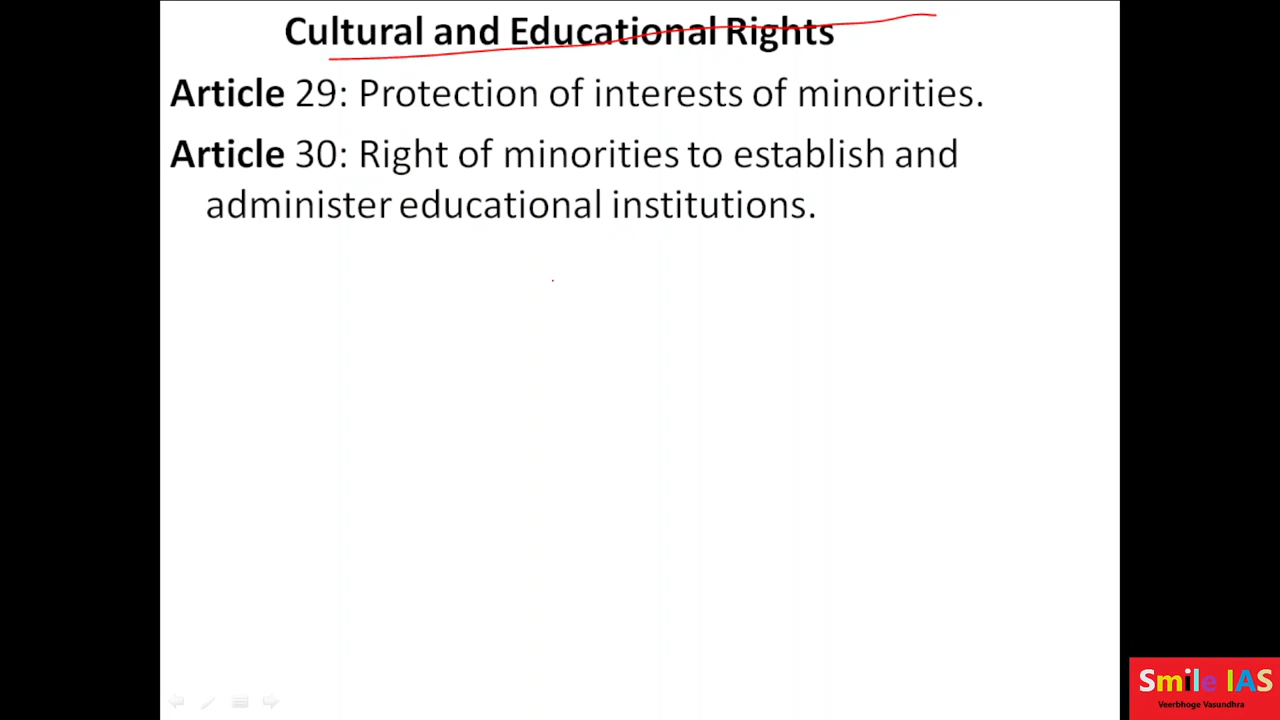 Cultural and Educational Rights
Article 29: Protection of interests of minorities.
Article 30: Right of minorities to establish and
administer educational institutions.
Smile IAS
Veerbhoge Vasundhra